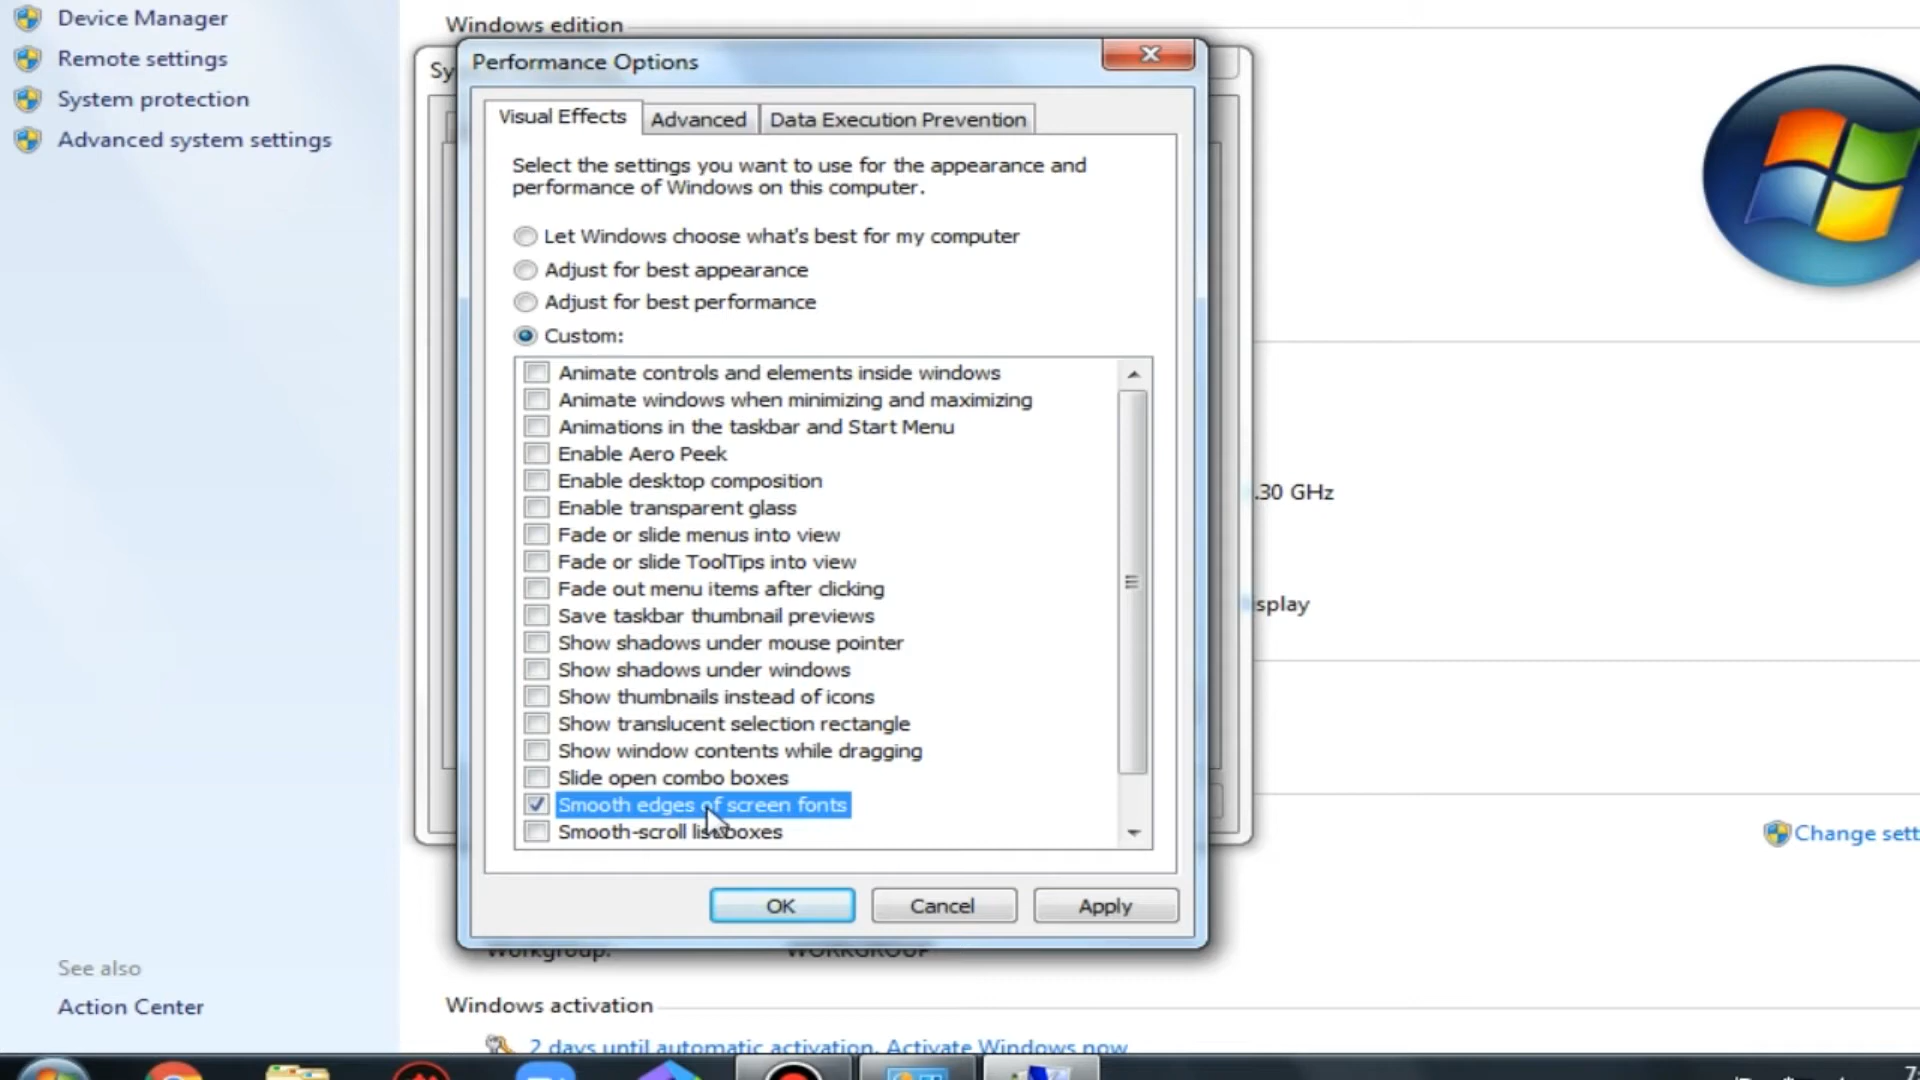 Device Manager
Remote settings
System protection
Advanced system settings
See also
Action Center
Windows edition
Sy
Performance Options
Visual Effects
Advanced
Data Execution Prevention
Select the settings you want to use for the appearance and
performance of Windows on this computer.
Let Windows choose what's best for my computer
Adjust for best appearance
Adjust for best performance
Custom:
Animate controls and elements inside windows
Animate windows when minimizing and maximizing
Animations in the taskbar and Start Menu
Enable Aero Peek
Enable desktop composition
Enable transparent glass
Fade or slide menus into view
Fade or slide ToolTips into view
Fade out menu items after clicking
Save taskbar thumbnail previews
Show shadows under mouse pointer
Show shadows under windows
Show thumbnails instead of icons
Show translucent selection rectangle
Show window contents while dragging
Slide open combo boxes
Smooth edges of screen fonts
Smooth-scroll list boxes
OK
Cancel
Apply
.30 GHz
splay
Change sett
Workgroup:
WORKGROUP
Windows activation
2 days until automatic activation. Activate Windows now